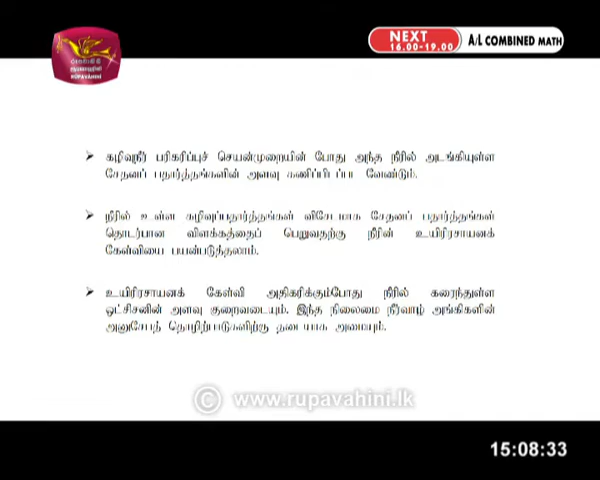 NEXT
16.00-19.00
A/L COMBINED MATH
RUPAVAHINI
➤ கழிவுநீர் பரிகரிப்புச் செயன்முறையின் போது அந்த நீரில் அடங்கியுள்ள
சேதனப் பதார்த்தங்களின் அளவு கணிப்பிடப்பட வேண்டும்.
➤ நீரில் உள்ள கழிவுப்பதார்த்தங்கள் விசேடமாக சேதனப் பதார்த்தங்கள்
தொடர்பான விளக்கத்தைப் பெறுவதற்கு நீரின் உயிரிரசாயனக்
கேள்வியை பயன்படுத்தலாம்.
➤ உயிரிரசாயனக் கேள்வி அதிகரிக்கும்போது நீரில் கரைந்துள்ள
ஒட்சிசனின் அளவு குறைவடையும். இந்த நிலைமை நீர்வாழ் அங்கிகளின்
அனுசேபத் தொழிற்பாடுகளிற்கு தடையாக அமையும்.
© www.rupavahini.lk
15:08:33